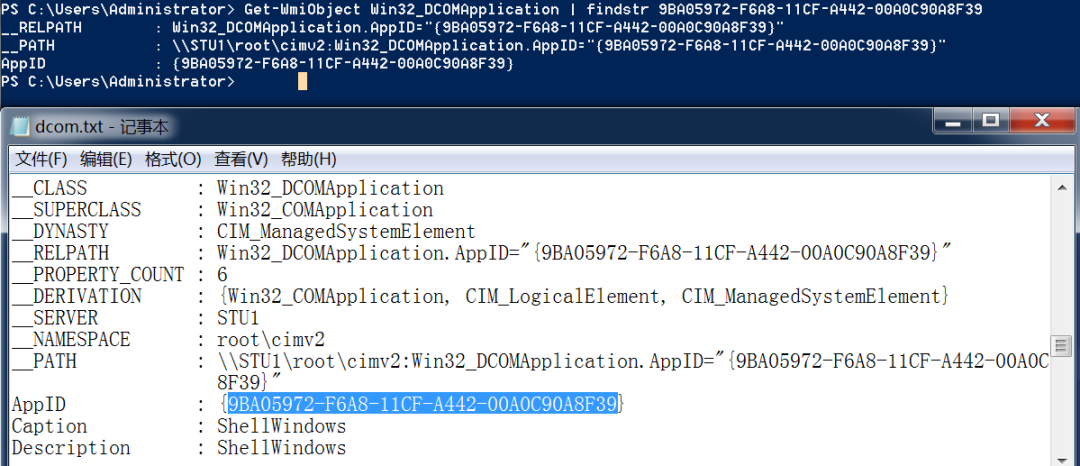 PS C:\Users\Administrator> Get-WmiObject Win32_DCOMApplication | findstr 9BA05972-F6A8-11CF-A442-00A0C90A8F39
__RELPATH : Win32_DCOMApplication.AppID="{9BA05972-F6A8-11CF-A442-00A0C90A8F39}"
__PATH : \\STU1\root\cimv2:Win32_DCOMApplication.AppID="{9BA05972-F6A8-11CF-A442-00A0C90A8F39}"
AppID : {9BA05972-F6A8-11CF-A442-00A0C90A8F39}
PS C:\Users\Administrator>
dcom.txt - 记事本
文件(F) 编辑(E) 格式(O) 查看(V) 帮助(H)
__CLASS : Win32_DCOMApplication
__SUPERCLASS : Win32_COMApplication
__DYNASTY : CIM_ManagedSystemElement
__RELPATH : Win32_DCOMApplication.AppID="{9BA05972-F6A8-11CF-A442-00A0C90A8F39}"
__PROPERTY_COUNT : 6
__DERIVATION : {Win32_COMApplication, CIM_LogicalElement, CIM_ManagedSystemElement}
__SERVER : STU1
__NAMESPACE : root\cimv2
__PATH : \\STU1\root\cimv2:Win32_DCOMApplication.AppID="{9BA05972-F6A8-11CF-A442-00A0C
8F39}"
AppID : {9BA05972-F6A8-11CF-A442-00A0C90A8F39}
Caption : ShellWindows
Description : ShellWindows